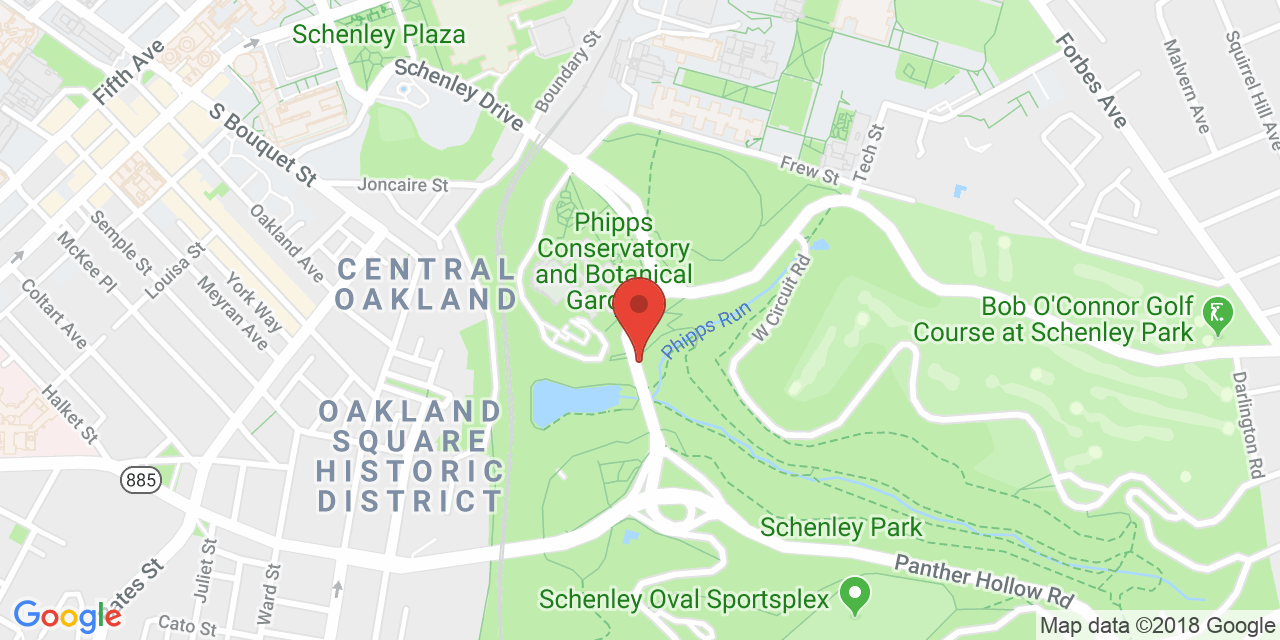 Schenley Plaza
Fifth Ave
Schenley Drive
Boundary St
Forbes Ave
Malvern Ave
Squirrel Hill Ave
S Bouquet St
Joncaire St
Frew St
Tech St
Semple St
McKee Pl
Louisa St
Oakland Ave
Meyran Ave
York Way
Coltart Ave
Halket St
CENTRAL
OAKLAND
Phipps
Conservatory
and Botanical
Phipps Run
W Circuit Rd
Bob O'Connor Golf
Course at Schenley Park
Darlington Rd
OAKLAND
SQUARE
HISTORIC
DISTRICT
885
Schenley Park
Panther Hollow Rd
Schenley Oval Sportsplex
Juliet St
Ward St
Cato St
Google
Map data ©2018 Google